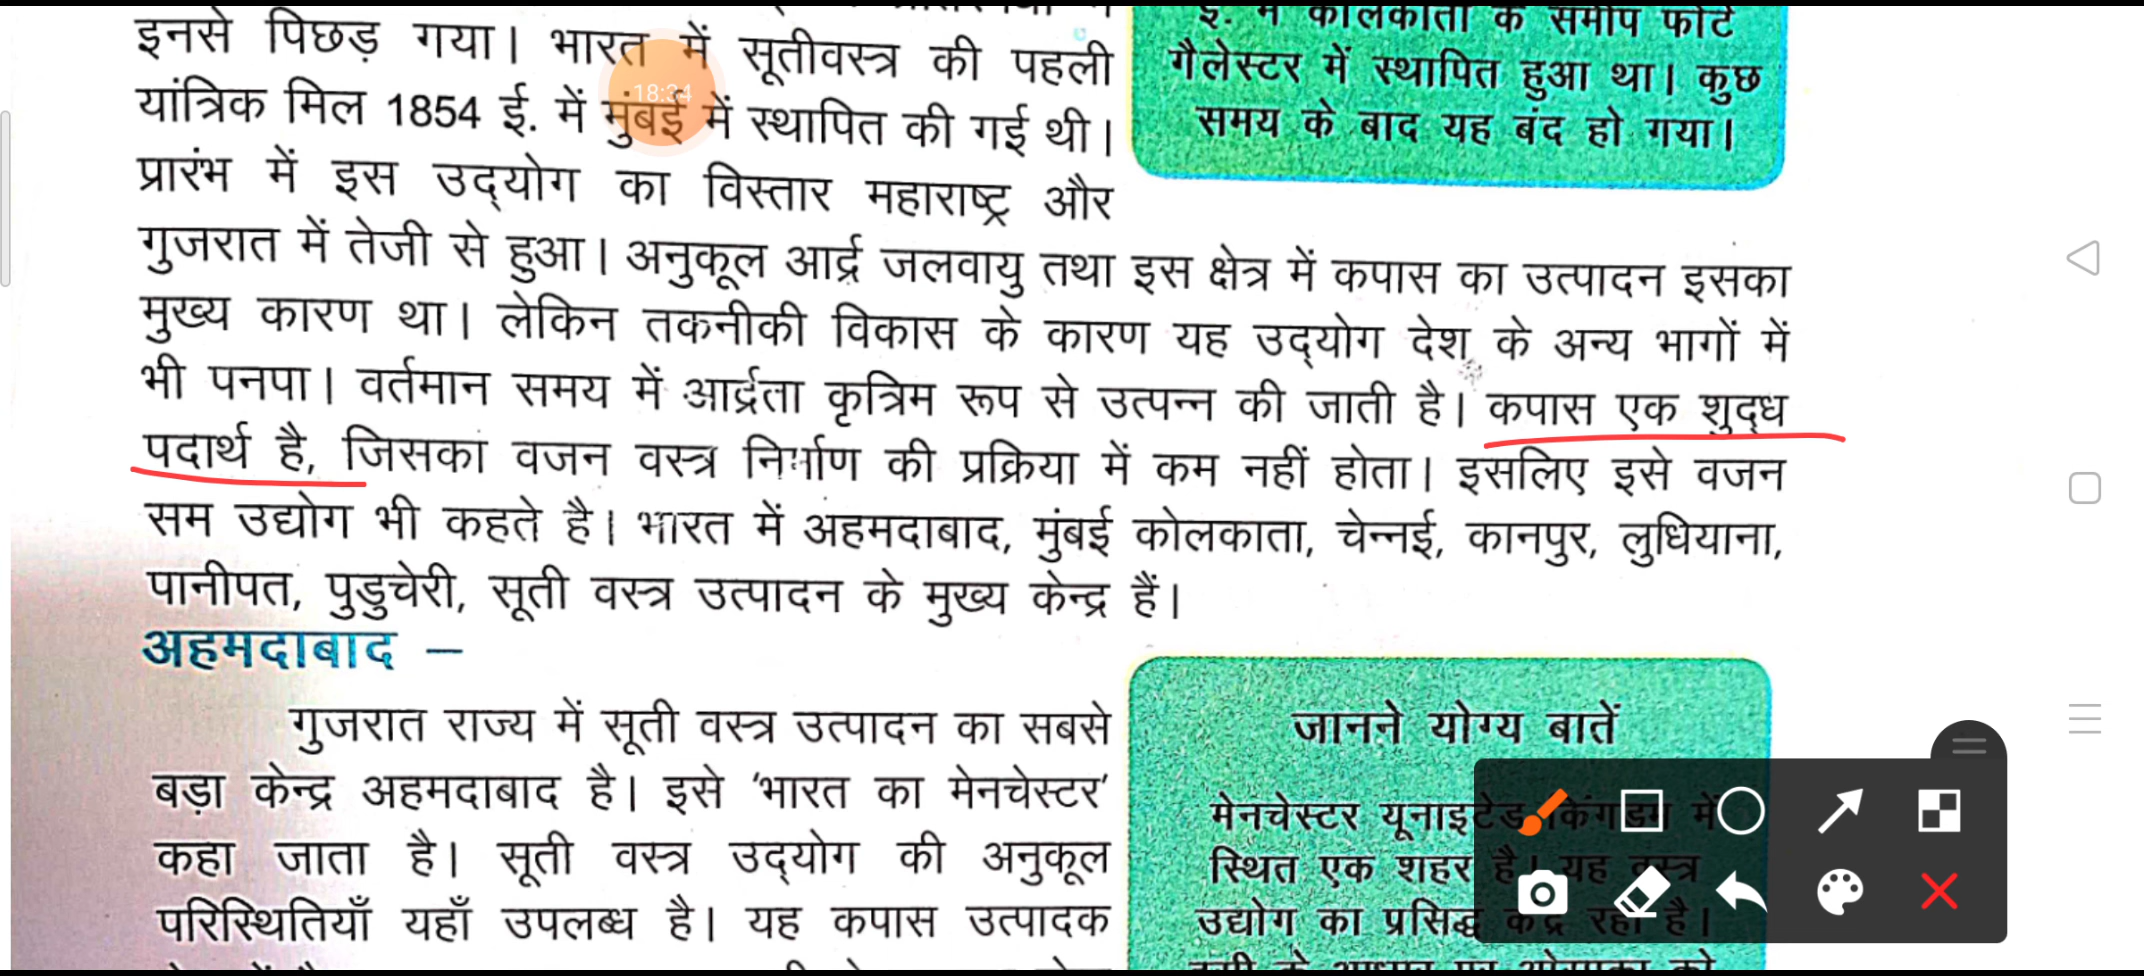 इनसे पिछड़ गया। भारत में सूतीवस्त्र की पहली
यांत्रिक मिल 1854 ई. में मुंबई में स्थापित की गई थी।
प्रारंभ में इस उद्योग का विस्तार महाराष्ट्र और
गुजरात में तेजी से हुआ। अनुकूल आर्द्र जलवायु तथा इस क्षेत्र में कपास का उत्पादन इसका
मुख्य कारण था। लेकिन तकनीकी विकास के कारण यह उद्योग देश के अन्य भागों में
भी पनपा। वर्तमान समय में आर्द्रता कृत्रिम रूप से उत्पन्न की जाती है। कपास एक शुद्ध
पदार्थ है, जिसका वजन वस्त्र निर्माण की प्रक्रिया में कम नहीं होता। इसलिए इसे वजन
सम उद्योग भी कहते है। भारत में अहमदाबाद, मुंबई कोलकाता, चेन्नई, कानपुर, लुधियाना,
पानीपत, पुडुचेरी, सूती वस्त्र उत्पादन के मुख्य केन्द्र हैं।
ई. में कोलकाता के समीप फोर्ट
गैलेस्टर में स्थापित हुआ था। कुछ
समय के बाद यह बंद हो गया।
18:34
अहमदाबाद –
गुजरात राज्य में सूती वस्त्र उत्पादन का सबसे
बड़ा केन्द्र अहमदाबाद है। इसे 'भारत का मेनचेस्टर'
कहा जाता है। सूती वस्त्र उद्योग की अनुकूल
परिस्थितियाँ यहाँ उपलब्ध है। यह कपास उत्पादक
जानने योग्य बातें
मेनचेस्टर यूनाइटेड किंगडम में
स्थित एक शहर है। यह वस्त्र
उद्योग का प्रसिद्ध केंद्र रहा है।